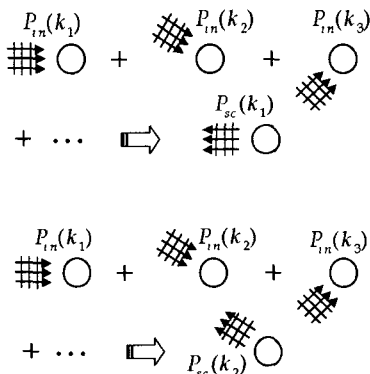 P_in(k_1) + P_in(k_2) + P_in(k_3)
+ ... P_sc(k_1)
P_in(k_1) + P_in(k_2) + P_in(k_3)
+ ... P_sc(k_2)